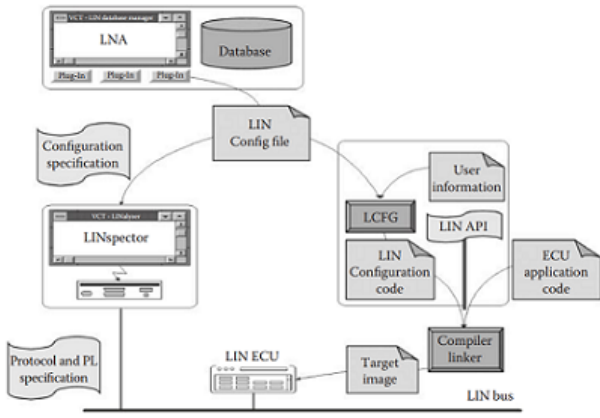 VCT - LIN database manager
LNA
Plug-In Plug-In Plug-In
Database
LIN
Config file
Configuration
specification
User
information
VCT - LINalyser
LINspector
LCFG
LIN API
LIN
Configuration
code
ECU
application
code
Protocol and PL
specification
LIN ECU
Target
image
Compiler
linker
LIN bus